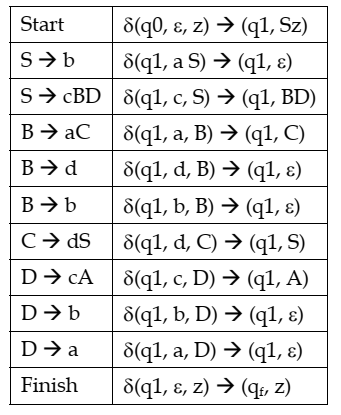 Start δ(q0, ε, z) → (q1, Sz)
S → b δ(q1, a S) → (q1, ε)
S → cBD δ(q1, c, S) → (q1, BD)
B → aC δ(q1, a, B) → (q1, C)
B → d δ(q1, d, B) → (q1, ε)
B → b δ(q1, b, B) → (q1, ε)
C → dS δ(q1, d, C) → (q1, S)
D → cA δ(q1, c, D) → (q1, A)
D → b δ(q1, b, D) → (q1, ε)
D → a δ(q1, a, D) → (q1, ε)
Finish δ(q1, ε, z) → (qf, z)